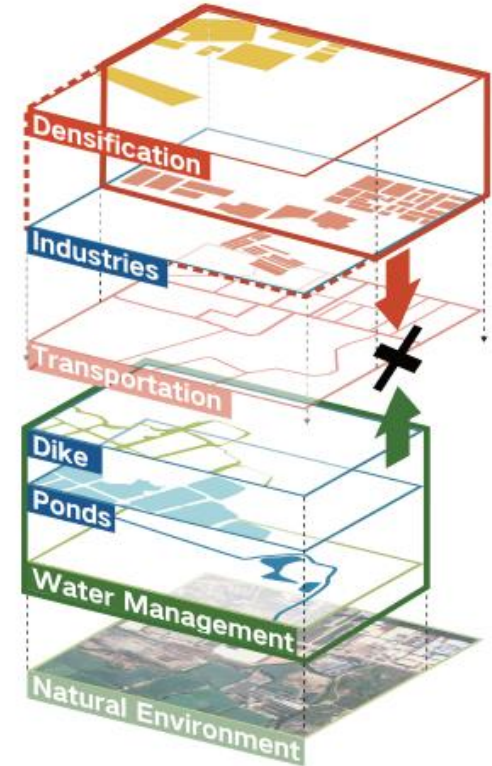 Densification
Industries
Transportation
Dike
Ponds
Water Management
Natural Environment